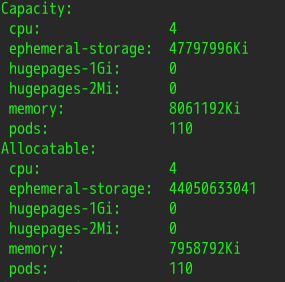 Capacity:
 cpu:                4
 ephemeral-storage:  47797996Ki
 hugepages-1Gi:      0
 hugepages-2Mi:      0
 memory:             8061192Ki
 pods:               110
Allocatable:
 cpu:                4
 ephemeral-storage:  44050633041
 hugepages-1Gi:      0
 hugepages-2Mi:      0
 memory:             7958792Ki
 pods:               110